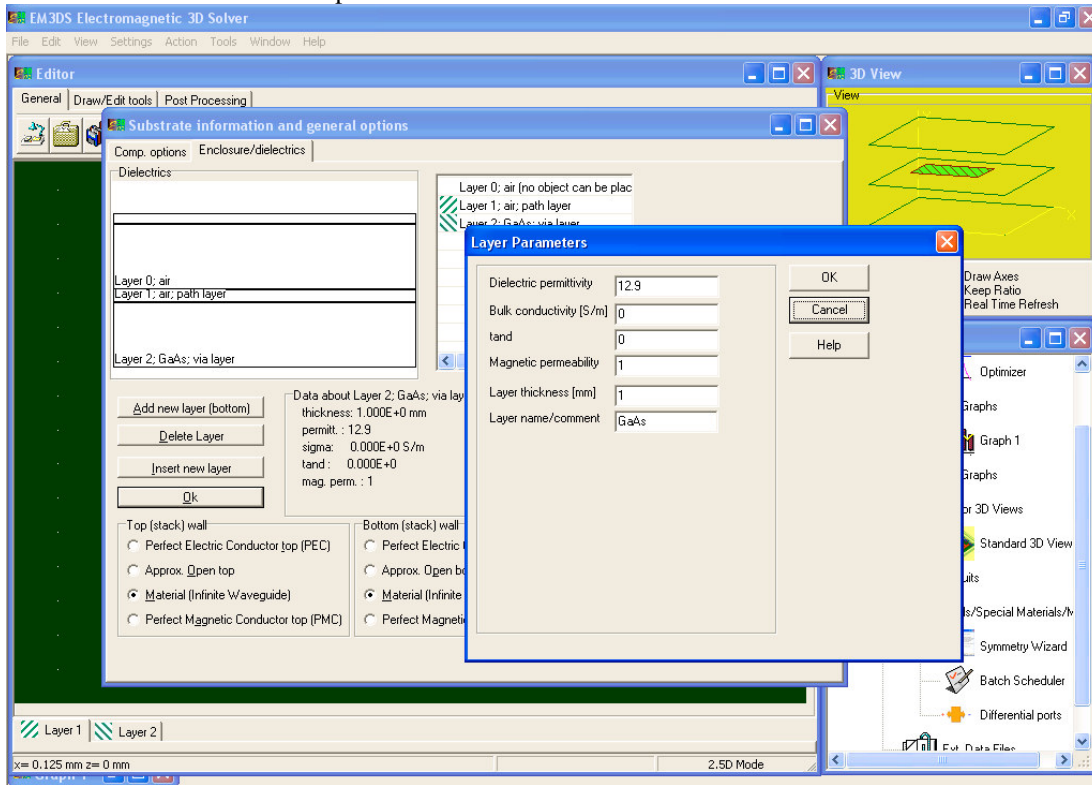 EM3DS Electromagnetic 3D Solver
File Edit View Settings Action Tools Window Help
Editor
General Draw/Edit tools Post Processing
Substrate information and general options
Comp. options Enclosure/dielectrics
Dielectrics
Layer 0; air
Layer 1; air; path layer
Layer 2; GaAs; via layer
Layer 0; air (no object can be plac
Layer 1; air; path layer
Layer 2; GaAs; via layer
Add new layer (bottom)
Delete Layer
Insert new layer
Ok
Data about Layer 2; GaAs; via lay
thickness: 1.000E+0 mm
permitt. : 12.9
sigma: 0.000E+0 S/m
tand : 0.000E+0
mag. perm. : 1
Top (stack) wall
Perfect Electric Conductor top (PEC)
Approx. Open top
Material (Infinite Waveguide)
Perfect Magnetic Conductor top (PMC)
Bottom (stack) wall
Perfect Electric
Approx. Open bo
Material (Infinite
Perfect Magneti
Layer Parameters
Dielectric permittivity 12.9
Bulk conductivity [S/m] 0
tand 0
Magnetic permeability 1
Layer thickness [mm] 1
Layer name/comment GaAs
OK
Cancel
Help
3D View
View
x
Draw Axes
Keep Ratio
Real Time Refresh
Optimizer
Graphs
Graph 1
Graphs
or 3D Views
Standard 3D View
uits
ls/Special Materials/M
Symmetry Wizard
Batch Scheduler
Differential ports
Ext. Data Files
Layer 1 Layer 2
x= 0.125 mm z= 0 mm
2.5D Mode
Graph 1